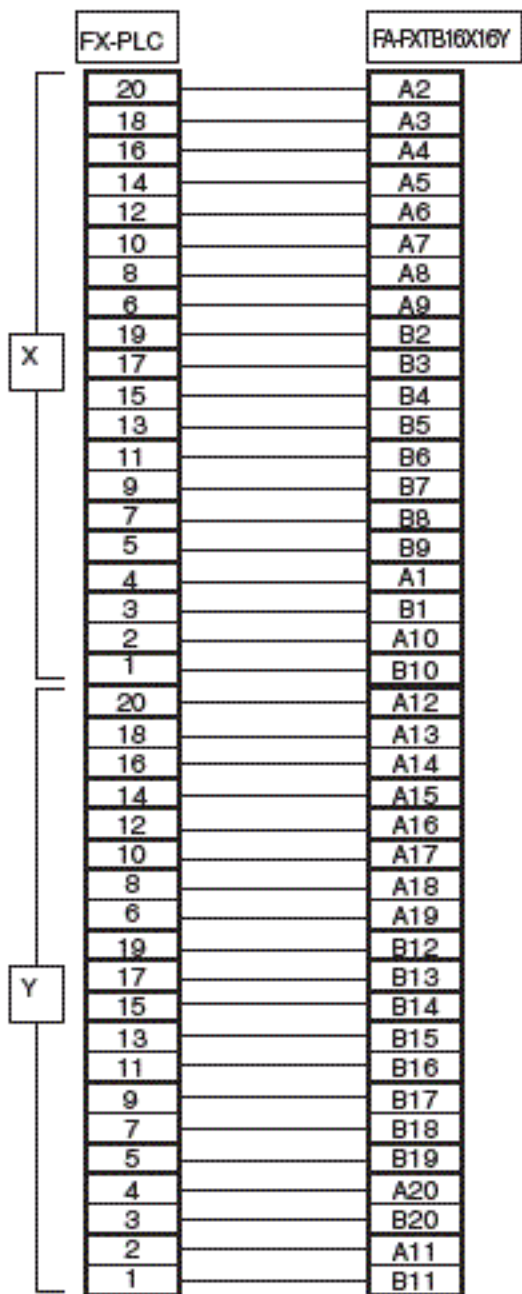 FX-PLC FA-FXTB16X16Y
20 A2
18 A3
16 A4
14 A5
12 A6
10 A7
8 A8
6 A9
19 B2
X
17 B3
15 B4
13 B5
11 B6
9 B7
7 B8
5 B9
4 A1
3 B1
2 A10
1 B10
20 A12
18 A13
16 A14
14 A15
12 A16
10 A17
8 A18
6 A19
19 B12
17 B13
Y
15 B14
13 B15
11 B16
9 B17
7 B18
5 B19
4 A20
3 B20
2 A11
1 B11